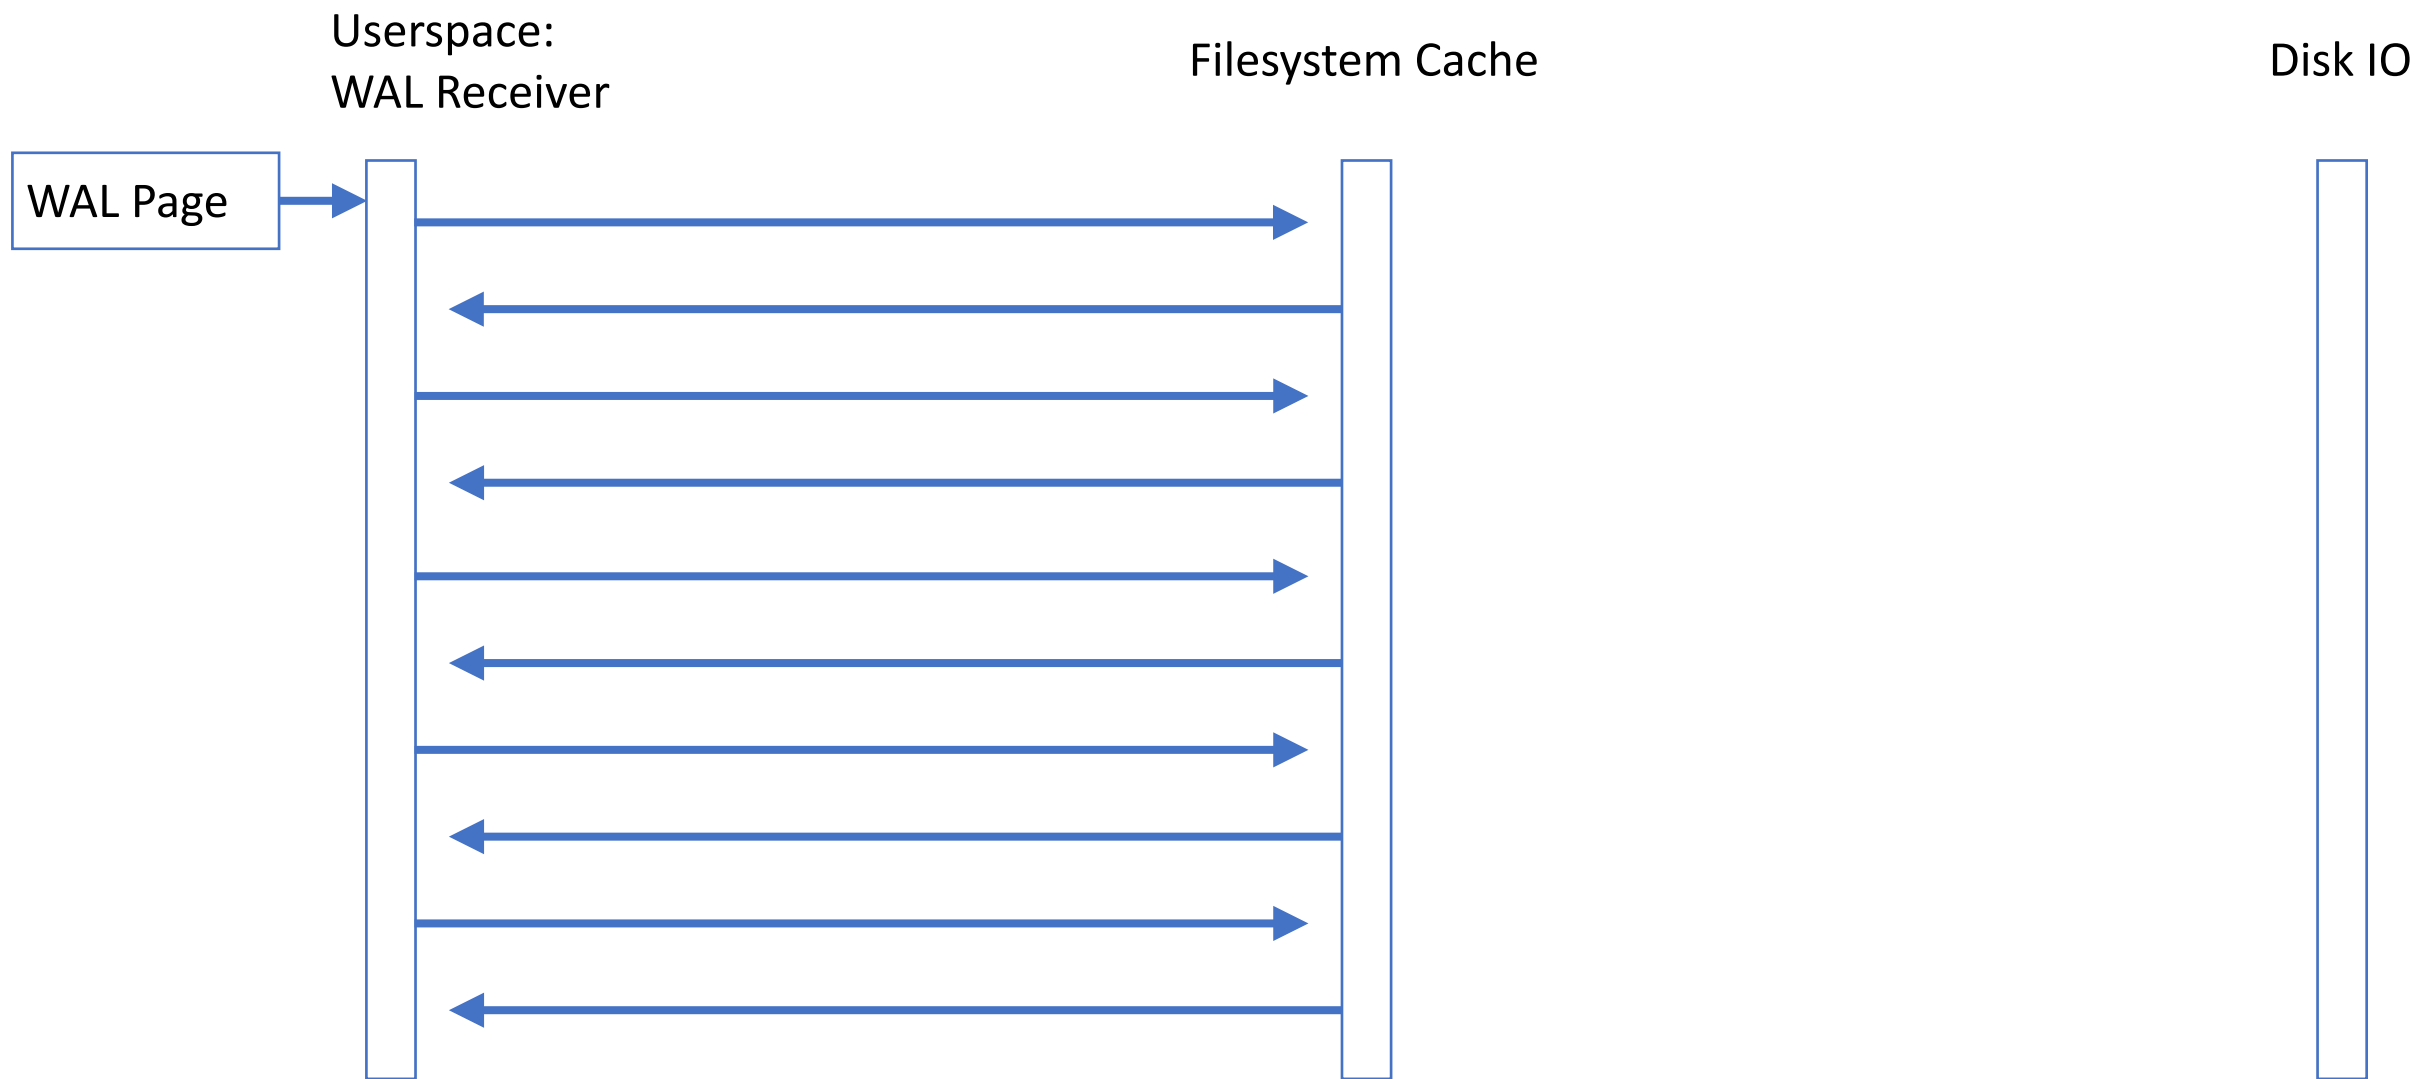 Userspace:
WAL Receiver
Filesystem Cache
Disk IO
WAL Page